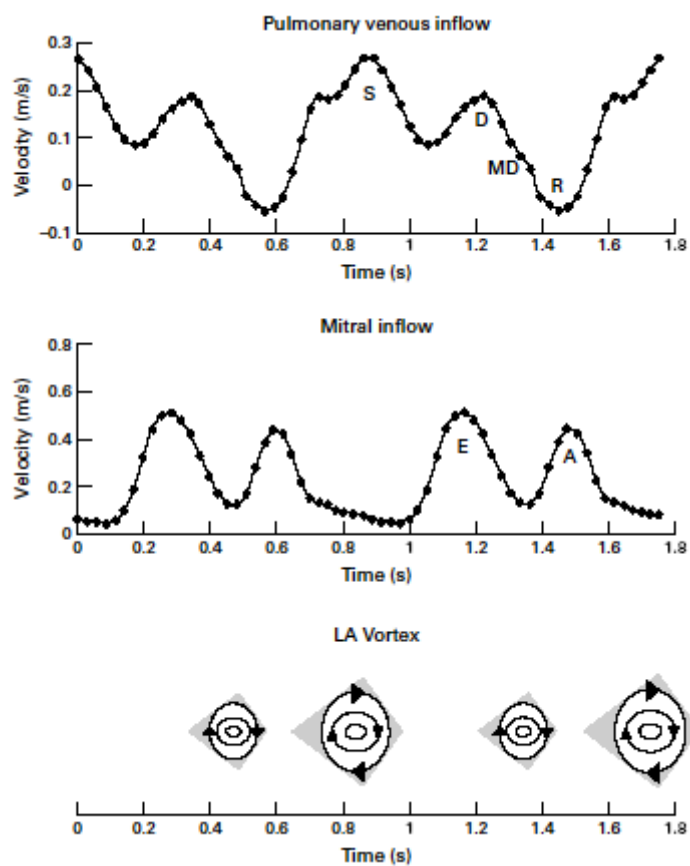 Pulmonary venous inflow
Velocity (m/s)
0.3
0.2
0.1
0
–0.1
S
D
MD
R
0 0.2 0.4 0.6 0.8 1 1.2 1.4 1.6 1.8
Time (s)
Mitral inflow
Velocity (m/s)
0.8
0.6
0.4
0.2
0
E
A
0 0.2 0.4 0.6 0.8 1 1.2 1.4 1.6 1.8
Time (s)
LA Vortex
0 0.2 0.4 0.6 0.8 1 1.2 1.4 1.6 1.8
Time (s)